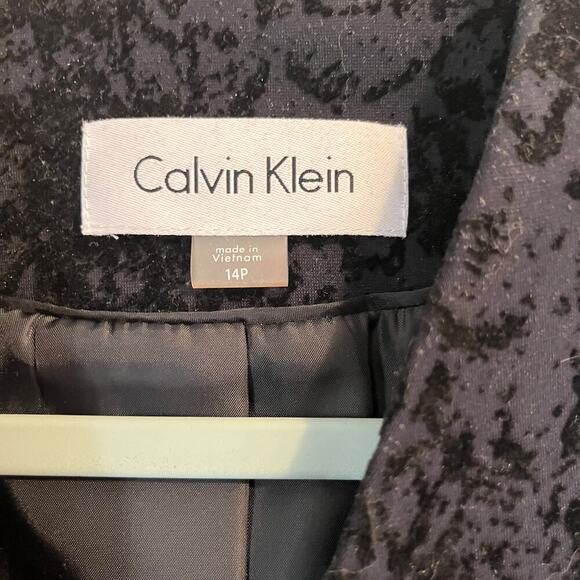 Calvin Klein
made in
Vietnam
14P